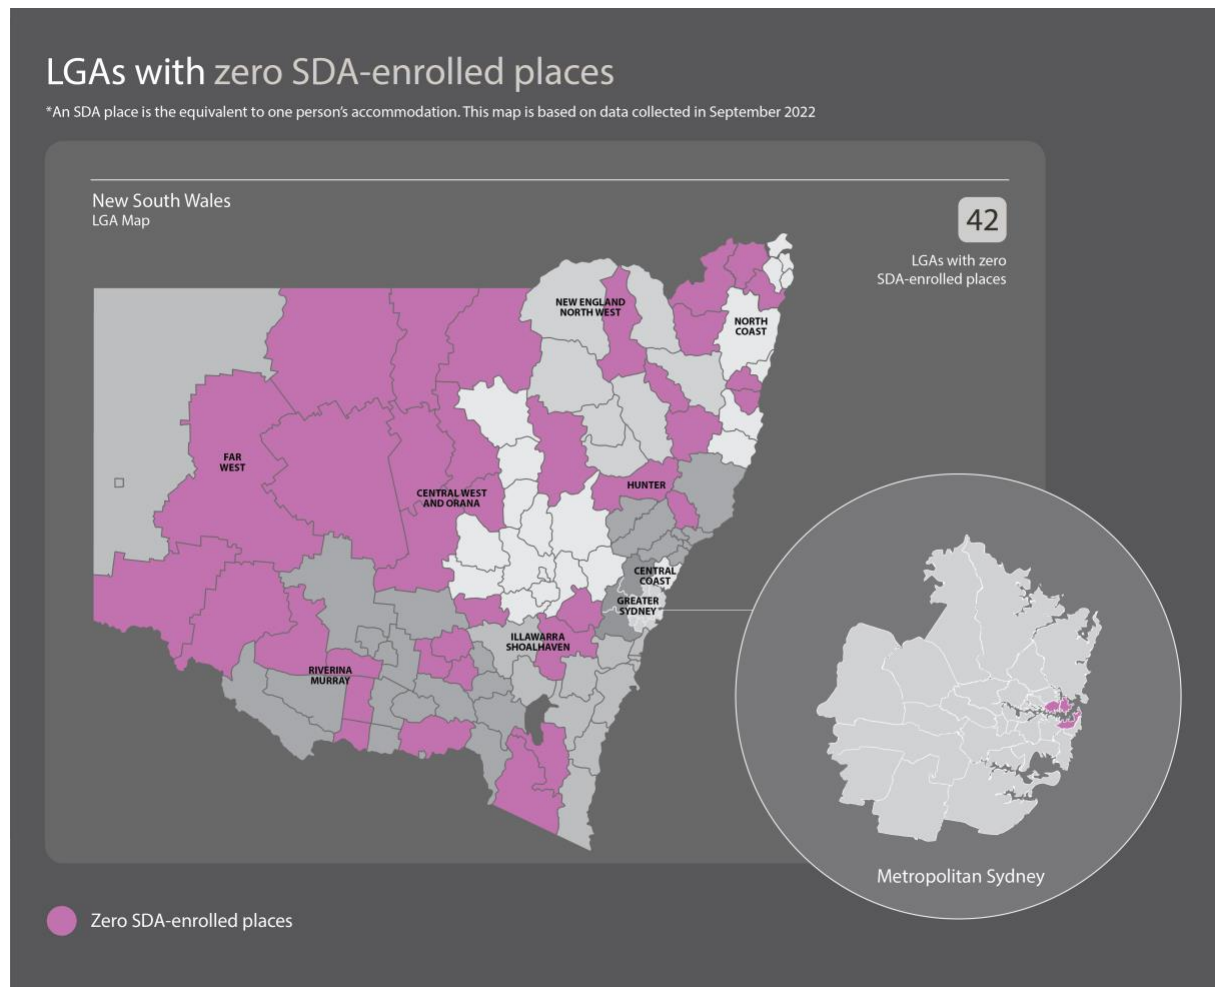 LGAs with zero SDA-enrolled places
*An SDA place is the equivalent to one person’s accommodation. This map is based on data collected in September 2022
New South Wales
LGA Map
42
LGAs with zero
SDA-enrolled places
NEW ENGLAND
NORTH WEST
NORTH
COAST
FAR
WEST
CENTRAL WEST
AND ORANA
HUNTER
CENTRAL
COAST
GREATER
SYDNEY
ILLAWARRA
SHOALHAVEN
RIVERINA
MURRAY
Metropolitan Sydney
Zero SDA-enrolled places